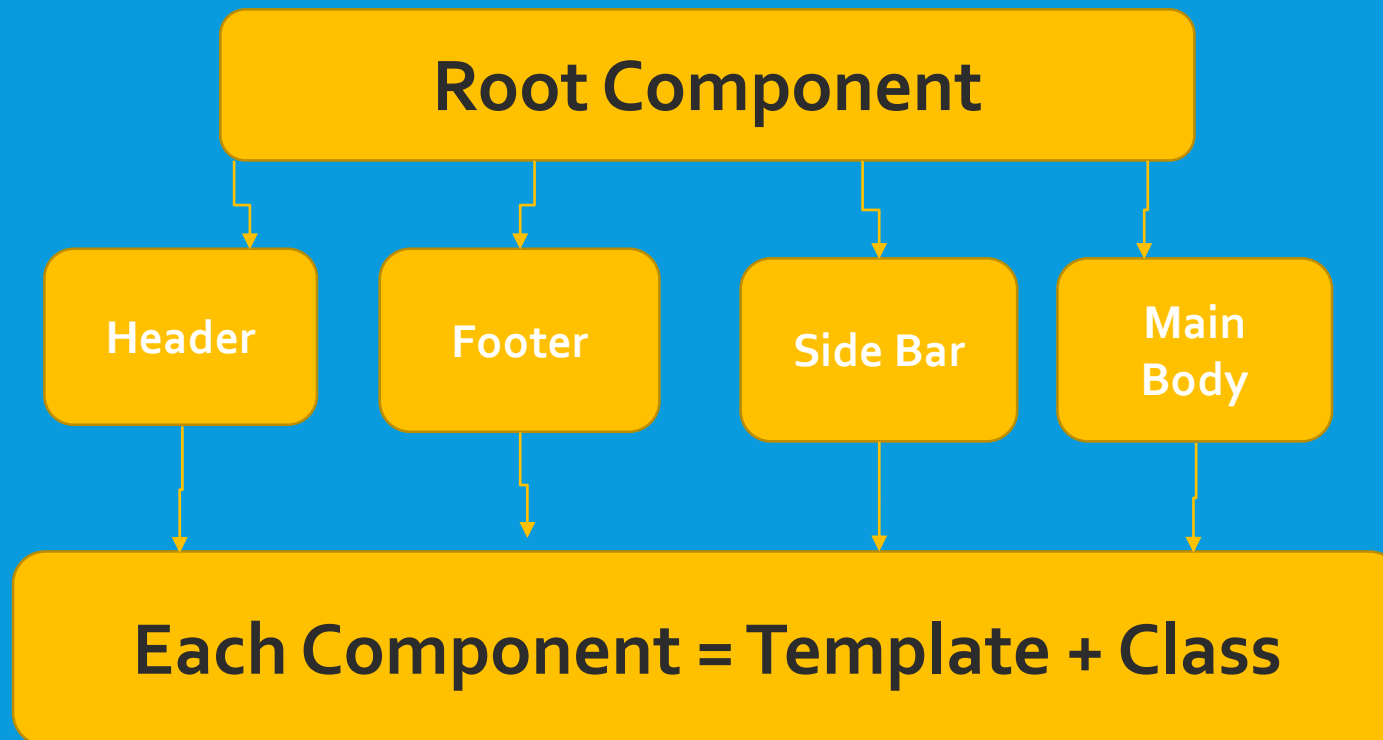 Root Component
Header
Footer
Side Bar
Main
Body
Each Component = Template + Class